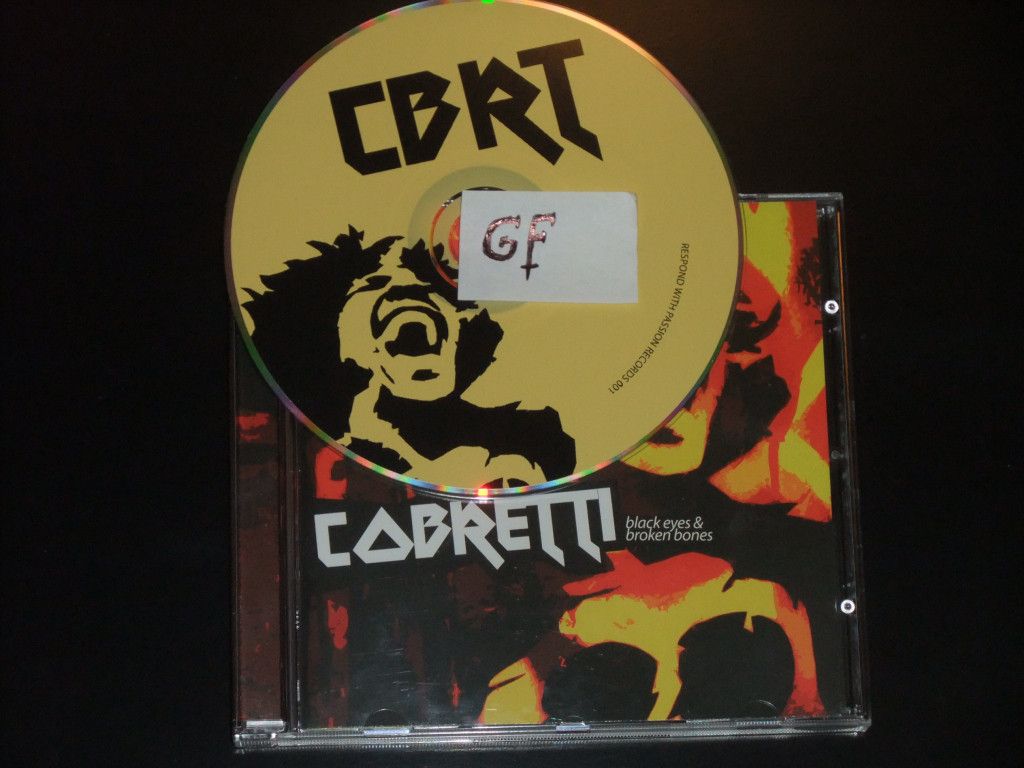 CBRT
GF
RESPOND WITH PASSION RECORDS 001
COBRETTI
black eyes &
broken bones